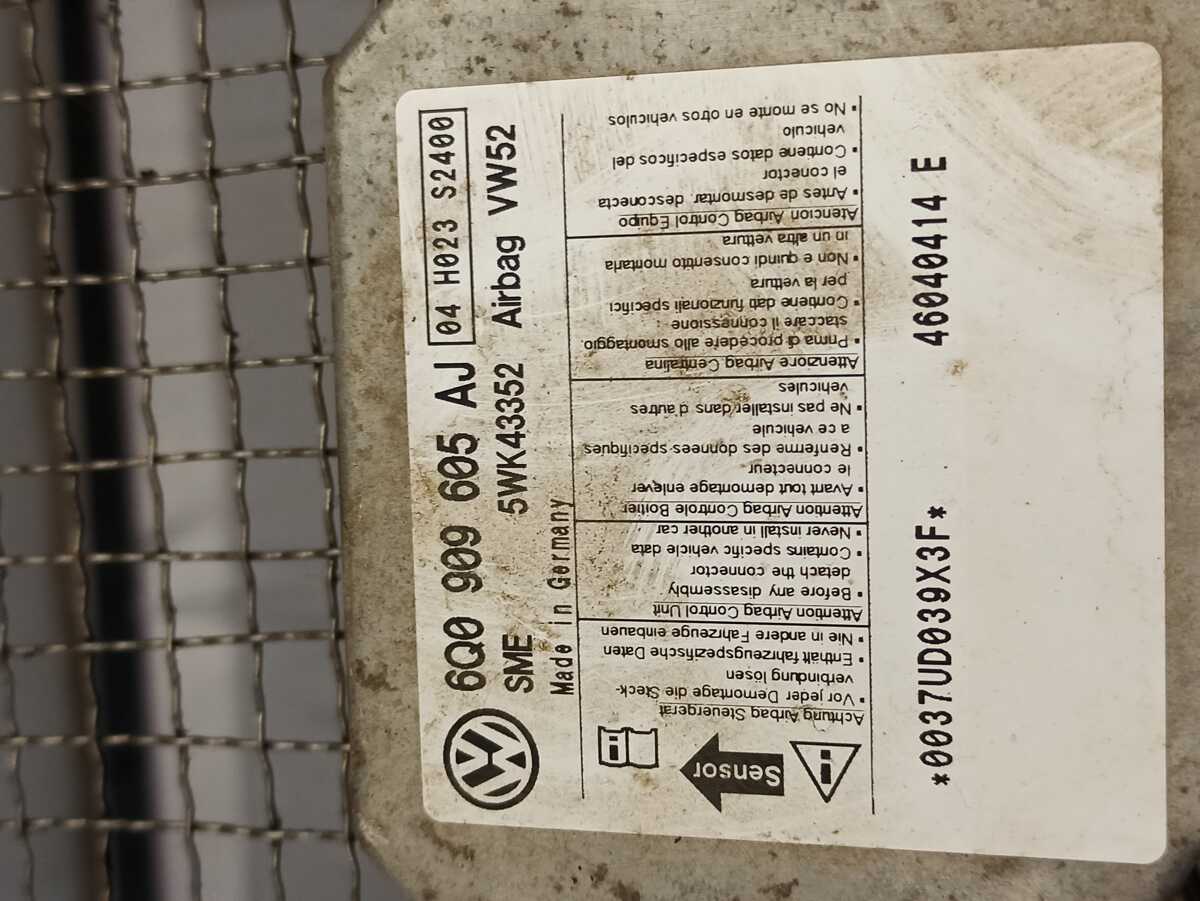 6Q0 909 605 AJ 04 H023 S2400
SME 5WK43352 Airbag VW52
Made in Germany
Sensor
Achtung Airbag Steuergerät
• Vor jeder Demontage die Steck-
verbindung lösen
• Enthält fahrzeugspezifische Daten
• Nie in andere Fahrzeuge einbauen
Attention Airbag Control Unit
• Before any disassembly
detach the connector
• Contains specific vehicle data
• Never install in another car
Attention Airbag Controle Boitier
• Avant tout demontage enlever
le connecteur
• Renferme des donnees specifiques
a ce vehicule
• Ne pas installer dans d'autres
vehicules
Attenziore Airbag Centralina
• Prima di procedere allo smontaggio
staccare il connessione :
• Contiene dati funzionali specifici
per la vettura
• Non e quindi consentito montarla
in un altra vettura
Atencion Airbag Control Equipo
• Antes de desmontar, desconecta
el conector
• Contiene datos especificos del
vehiculo
• No se monte en otros vehiculos
*0037UD039X3F* 46040414 E